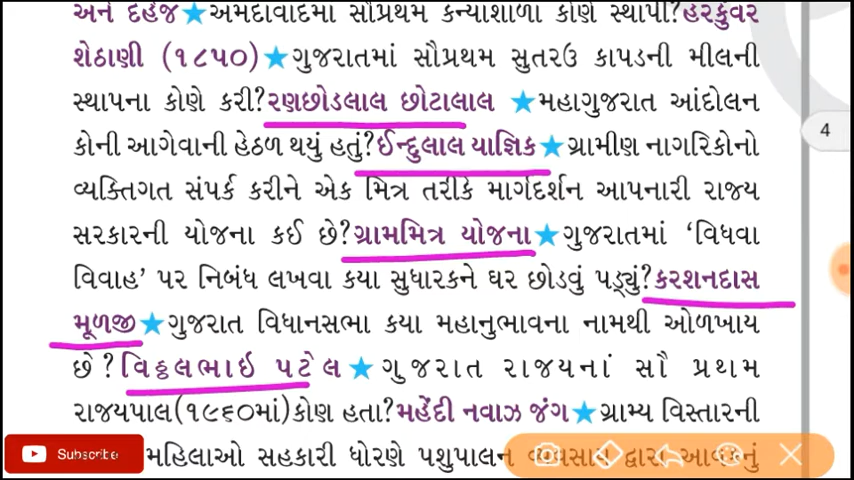 અને દહેજ★અમદાવાદમાં સૌપ્રથમ કન્યાશાળા કોણે સ્થાપી?હરકુંવર
શેઠાણી (૧૮૫૦)★ગુજરાતમાં સૌપ્રથમ સુતરઉ કાપડની મીલની
સ્થાપના કોણે કરી?રણછોડલાલ છોટાલાલ ★મહાગુજરાત આંદોલન
કોની આગેવાની હેઠળ થયું હતું?ઈન્દુલાલ યાજ્ઞિક★ગ્રામીણ નાગરિકોનો
વ્યક્તિગત સંપર્ક કરીને એક મિત્ર તરીકે માર્ગદર્શન આપનારી રાજ્ય
સરકારની યોજના કઈ છે?ગ્રામમિત્ર યોજના★ગુજરાતમાં ‘વિધવા
વિવાહ’ પર નિબંધ લખવા કયા સુધારકને ઘર છોડવું પડ્યું?કરશનદાસ
મૂળજી★ગુજરાત વિધાનસભા કયા મહાનુભાવના નામથી ઓળખાય
છે?વિઠ્ઠલભાઇ પટેલ★ગુજરાત રાજયનાં સૌ પ્રથમ
રાજ્યપાલ(૧૯૬૦માં)કોણ હતા?મહેંદી નવાઝ જંગ★ગ્રામ્ય વિસ્તારની
મહિલાઓ સહકારી ધોરણે પશુપાલન વ્યવસાય દ્વારા આવકનું
4
Subscribe